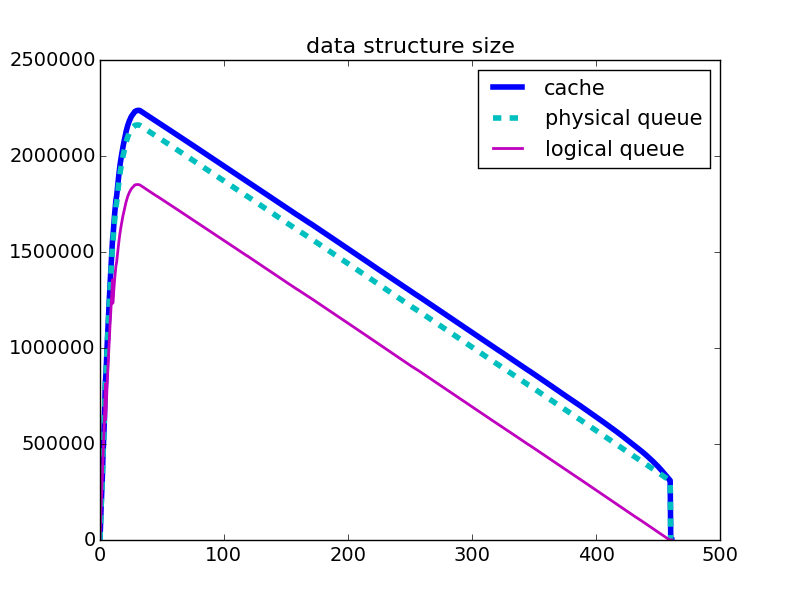 data structure size
2500000
2000000
1500000
1000000
500000
0
cache
physical queue
logical queue
0 100 200 300 400 500